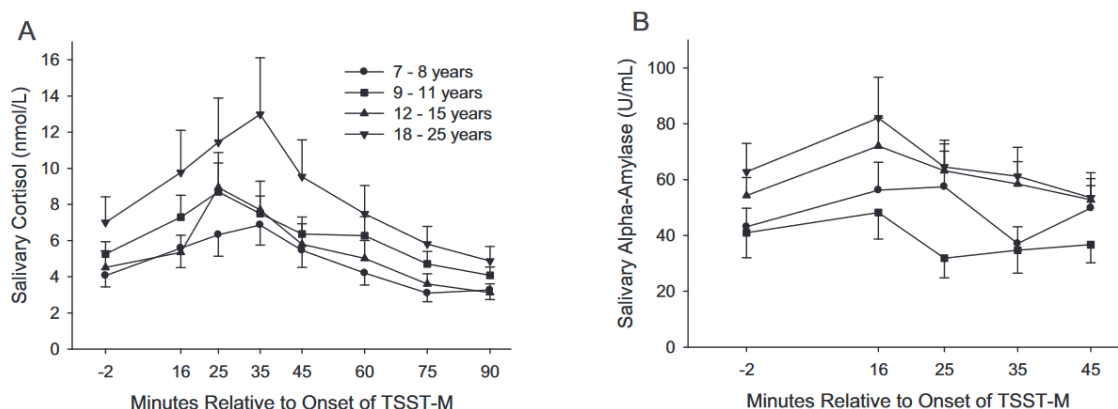 A
Salivary Cortisol (nmol/L)
16
14
12
10
8
6
4
2
0
7 - 8 years
9 - 11 years
12 - 15 years
18 - 25 years
-2 16 25 35 45 60 75 90
Minutes Relative to Onset of TSST-M
B
Salivary Alpha-Amylase (U/mL)
100
80
60
40
20
0
-2 16 25 35 45
Minutes Relative to Onset of TSST-M